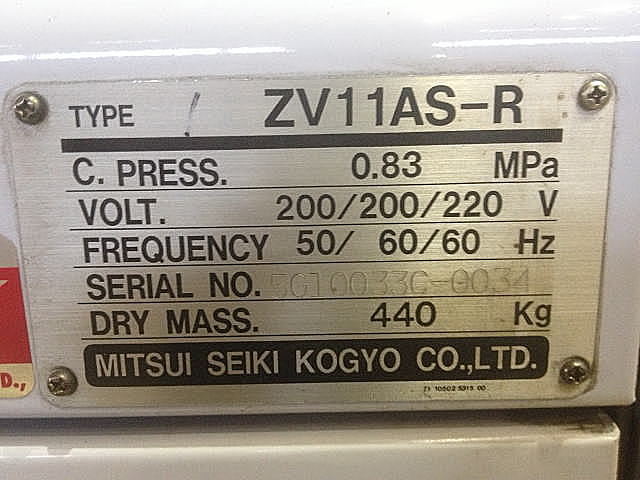 TYPE ZV11AS-R
C. PRESS. 0.83 MPa
VOLT. 200/200/220 V
FREQUENCY 50/ 60/60 Hz
SERIAL NO.
DRY MASS. 440 Kg
MITSUI SEIKI KOGYO CO.,LTD.
D.,